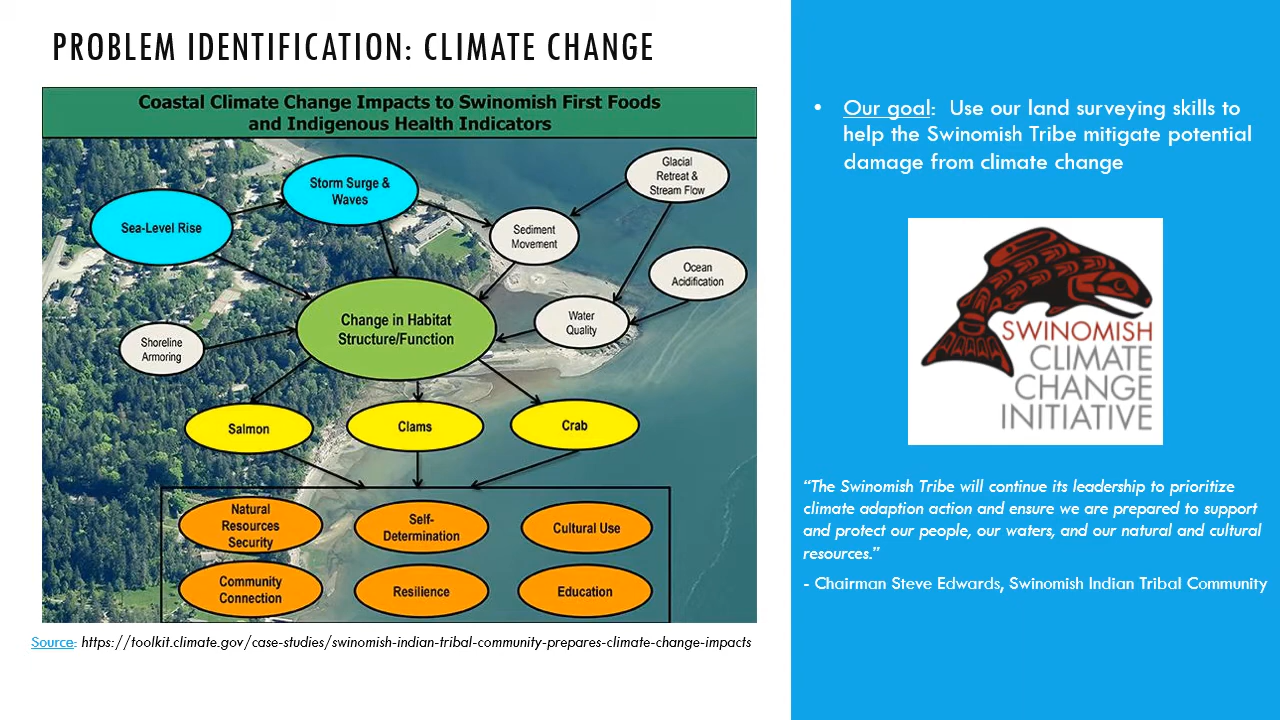 PROBLEM IDENTIFICATION: CLIMATE CHANGE
Coastal Climate Change Impacts to Swinomish First Foods
and Indigenous Health Indicators
Sea-Level Rise
Storm Surge &
Waves
Glacial
Retreat &
Stream Flow
Sediment
Movement
Ocean
Acidification
Water
Quality
Shoreline
Armoring
Change in Habitat
Structure/Function
Salmon
Clams
Crab
Natural
Resources
Security
Self-
Determination
Cultural Use
Community
Connection
Resilience
Education
Source: https://toolkit.climate.gov/case-studies/swinomish-indian-tribal-community-prepares-climate-change-impacts
• Our goal: Use our land surveying skills to
help the Swinomish Tribe mitigate potential
damage from climate change
SWINOMISH
CLIMATE
CHANGE
INITIATIVE
“The Swinomish Tribe will continue its leadership to prioritize
climate adaption action and ensure we are prepared to support
and protect our people, our waters, and our natural and cultural
resources.”
- Chairman Steve Edwards, Swinomish Indian Tribal Community